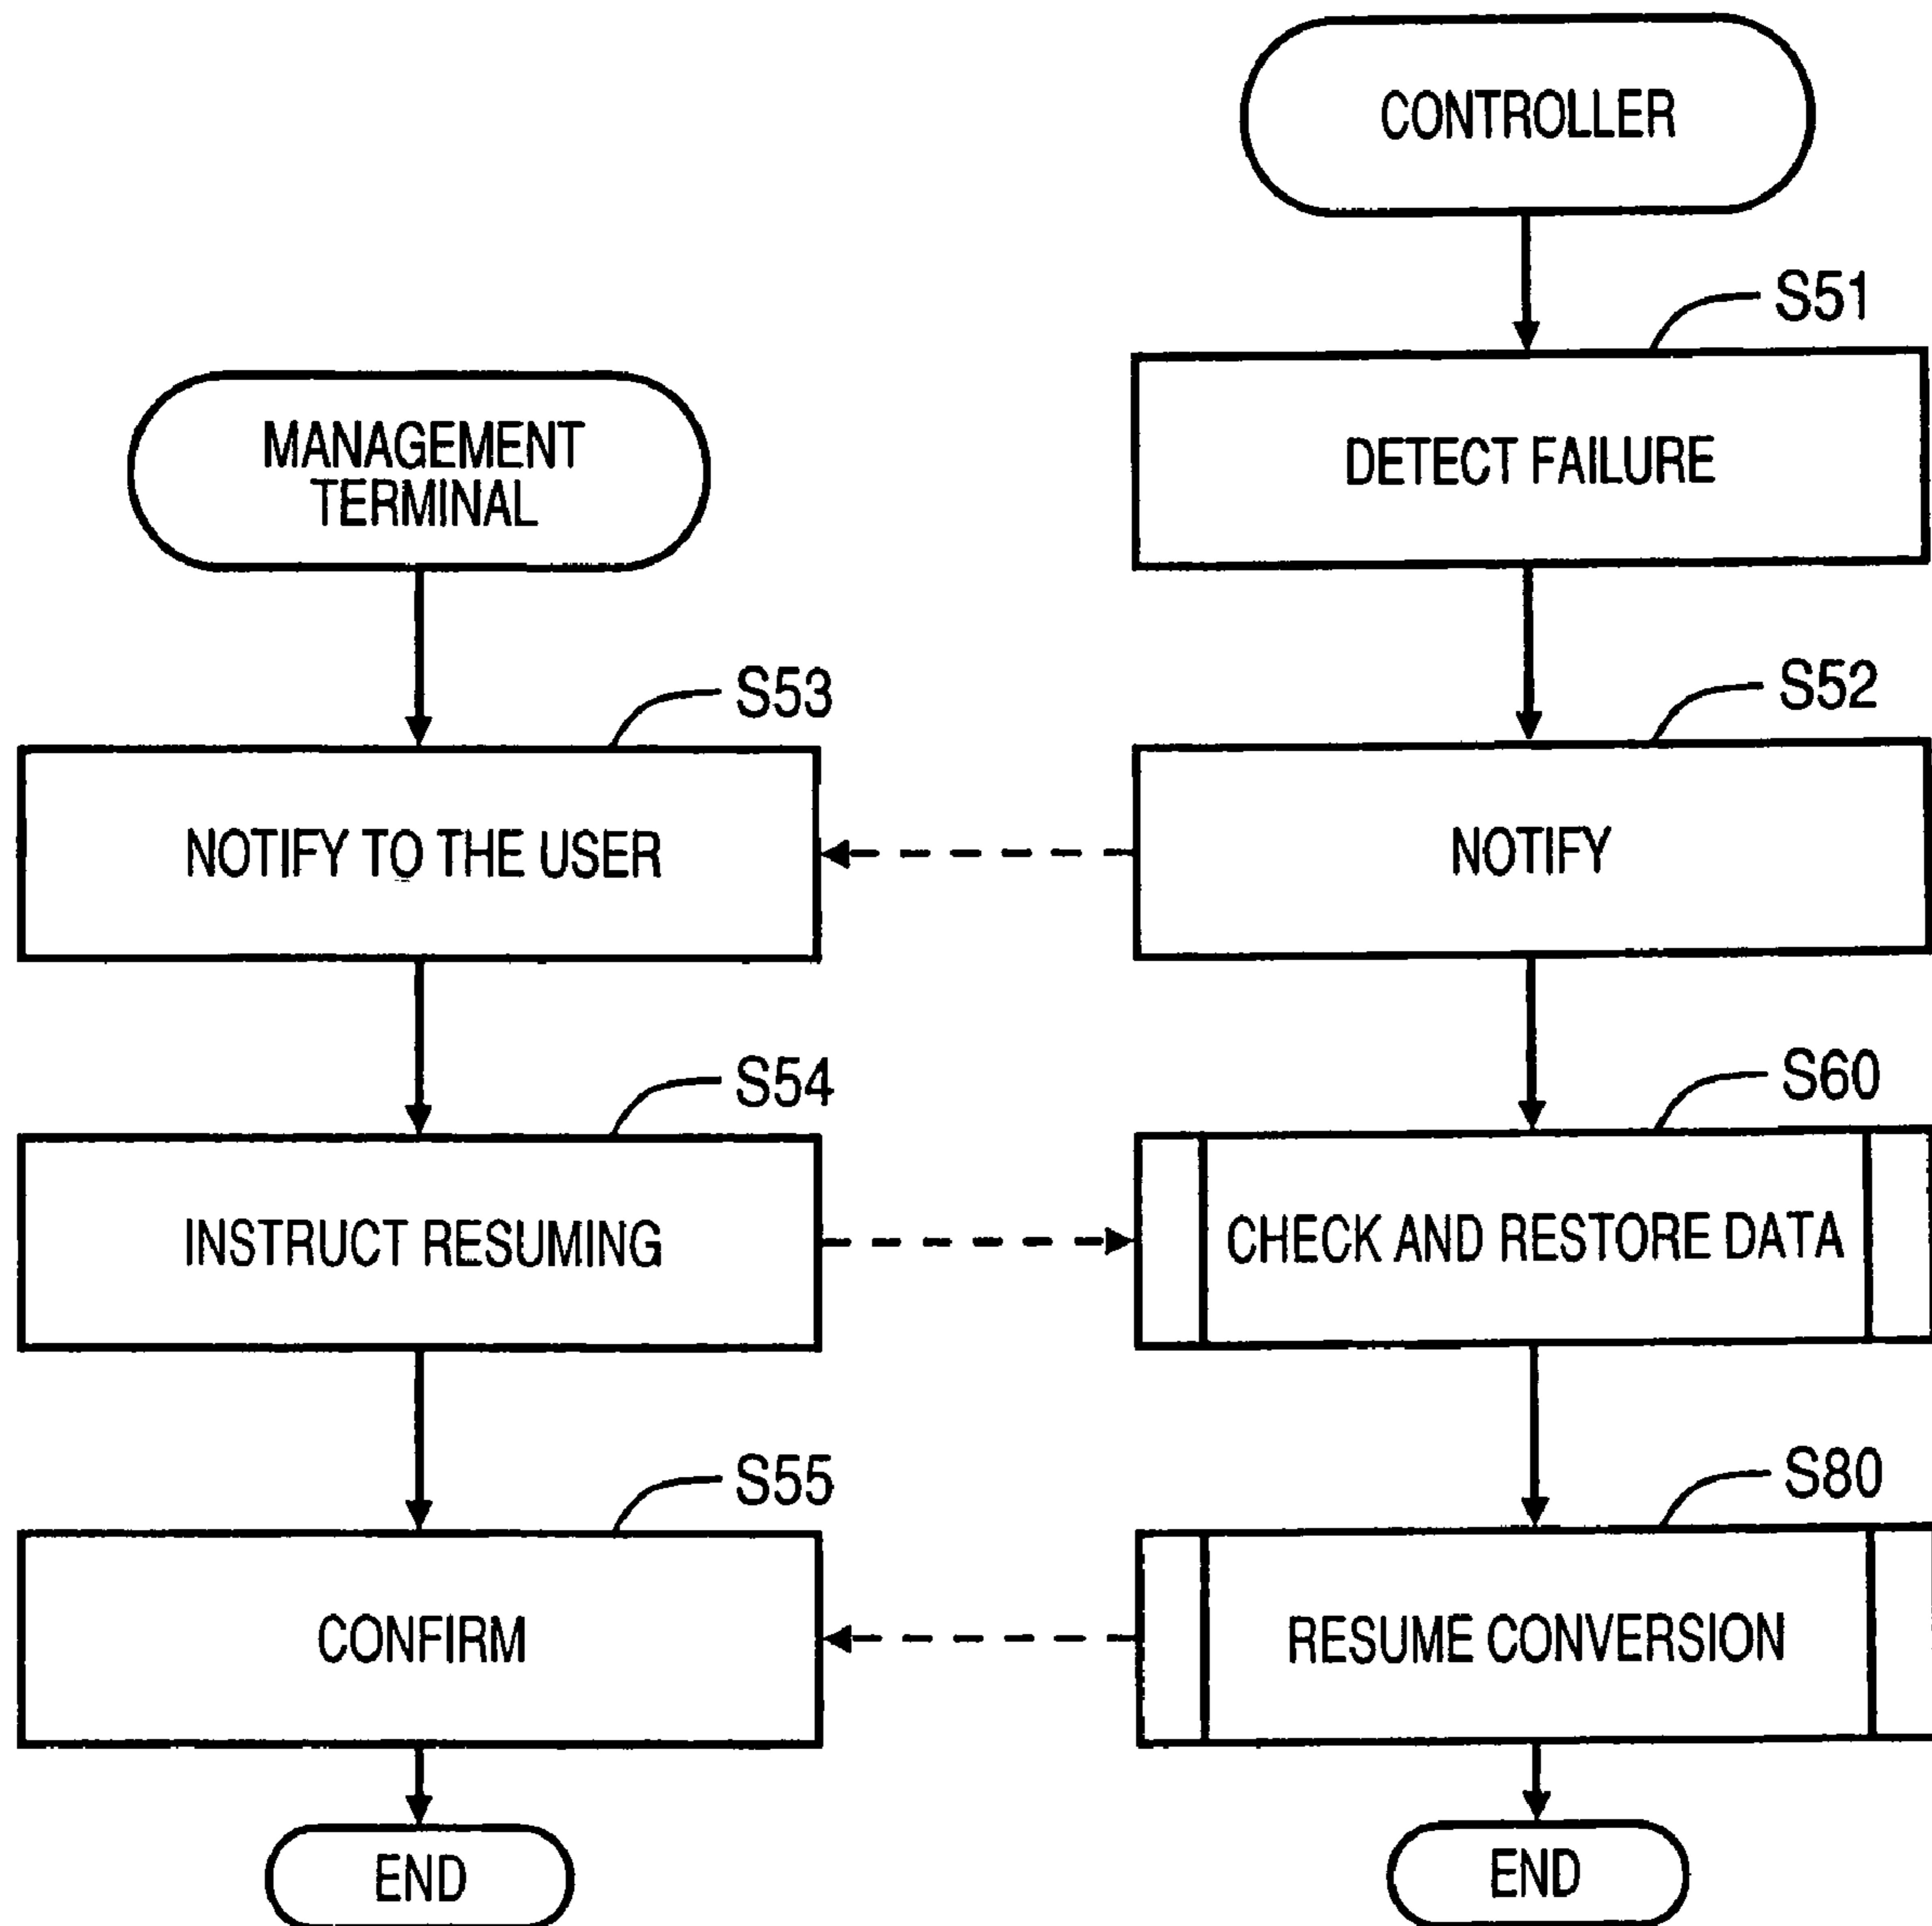 CONTROLLER
S51
DETECT FAILURE
MANAGEMENT
TERMINAL
S53
S52
NOTIFY TO THE USER
NOTIFY
S54
S60
INSTRUCT RESUMING
CHECK AND RESTORE DATA
S55
S80
CONFIRM
RESUME CONVERSION
END
END